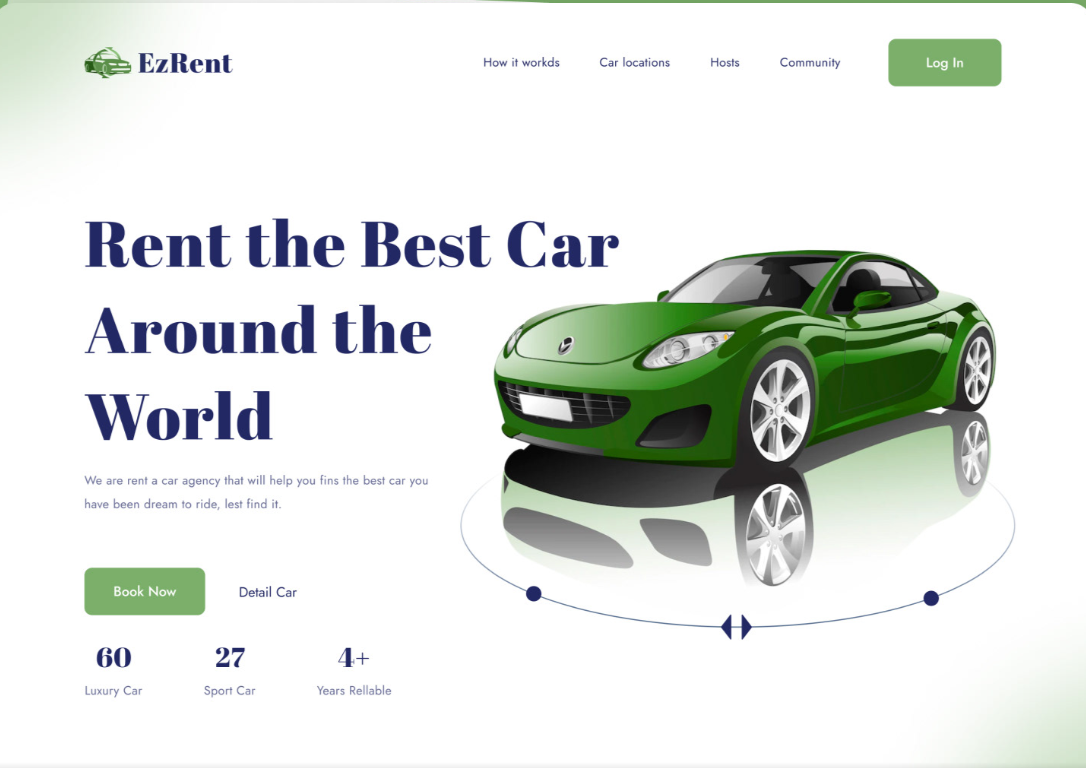 EzRent
How it workds
Car locations
Hosts
Community
Log In
Rent the Best Car
Around the
World
We are rent a car agency that will help you fins the best car you
have been dream to ride, lest find it.
Book Now
Detail Car
60
27
4+
Luxury Car
Sport Car
Years Rellable